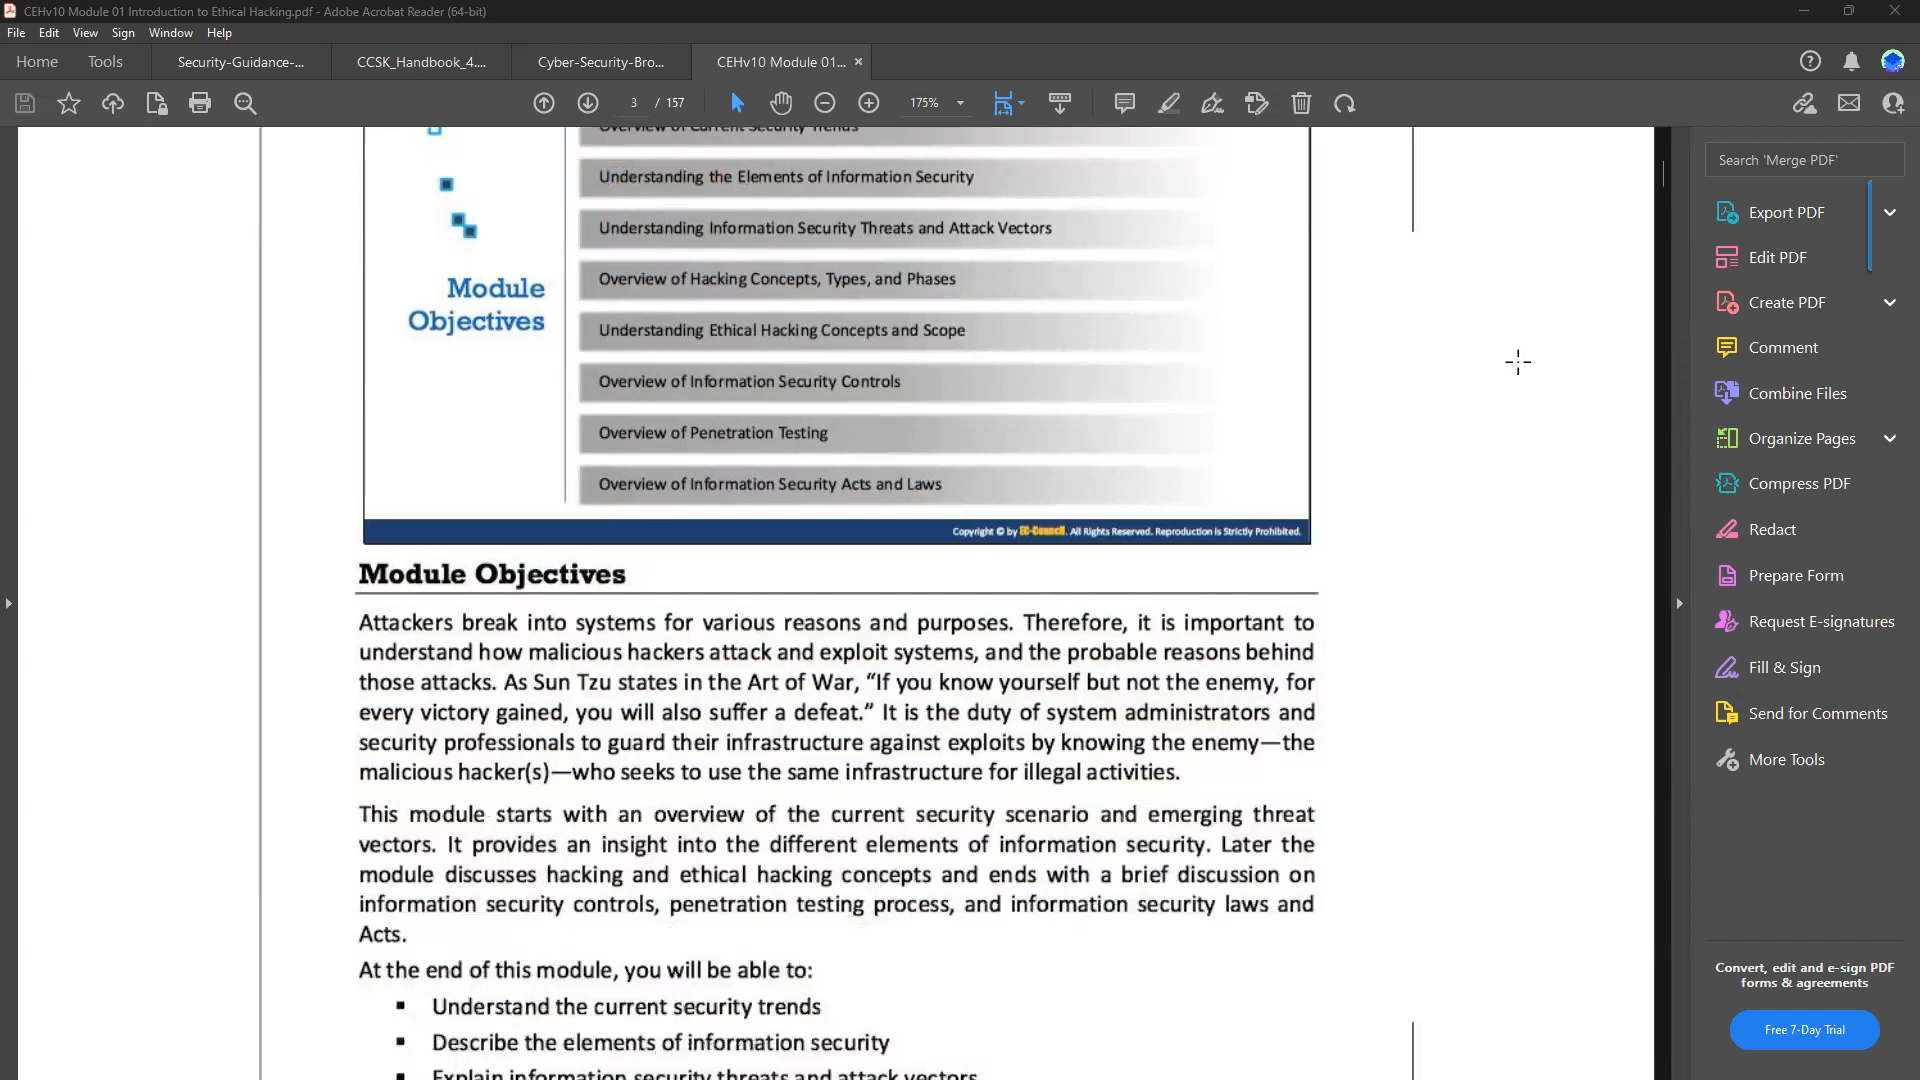 CEHv10 Module 01 Introduction to Ethical Hacking.pdf - Adobe Acrobat Reader (64-bit)
File Edit View Sign Window Help
Home Tools Security-Guidance-... CCSK_Handbook_4.... Cyber-Security-Bro... CEHv10 Module 01... ×
3 / 157 175%
Overview of Current Security Trends
Understanding the Elements of Information Security
Understanding Information Security Threats and Attack Vectors
Overview of Hacking Concepts, Types, and Phases
Understanding Ethical Hacking Concepts and Scope
Overview of Information Security Controls
Overview of Penetration Testing
Overview of Information Security Acts and Laws
Module
Objectives
Copyright © by EC-Council. All Rights Reserved. Reproduction is Strictly Prohibited.
Module Objectives
Attackers break into systems for various reasons and purposes. Therefore, it is important to
understand how malicious hackers attack and exploit systems, and the probable reasons behind
those attacks. As Sun Tzu states in the Art of War, “If you know yourself but not the enemy, for
every victory gained, you will also suffer a defeat.” It is the duty of system administrators and
security professionals to guard their infrastructure against exploits by knowing the enemy—the
malicious hacker(s)—who seeks to use the same infrastructure for illegal activities.
This module starts with an overview of the current security scenario and emerging threat
vectors. It provides an insight into the different elements of information security. Later the
module discusses hacking and ethical hacking concepts and ends with a brief discussion on
information security controls, penetration testing process, and information security laws and
Acts.
At the end of this module, you will be able to:
▪ Understand the current security trends
▪ Describe the elements of information security
▪ Explain information security threats and attack vectors
Search 'Merge PDF'
Export PDF
Edit PDF
Create PDF
Comment
Combine Files
Organize Pages
Compress PDF
Redact
Prepare Form
Request E-signatures
Fill & Sign
Send for Comments
More Tools
Convert, edit and e-sign PDF
forms & agreements
Free 7-Day Trial